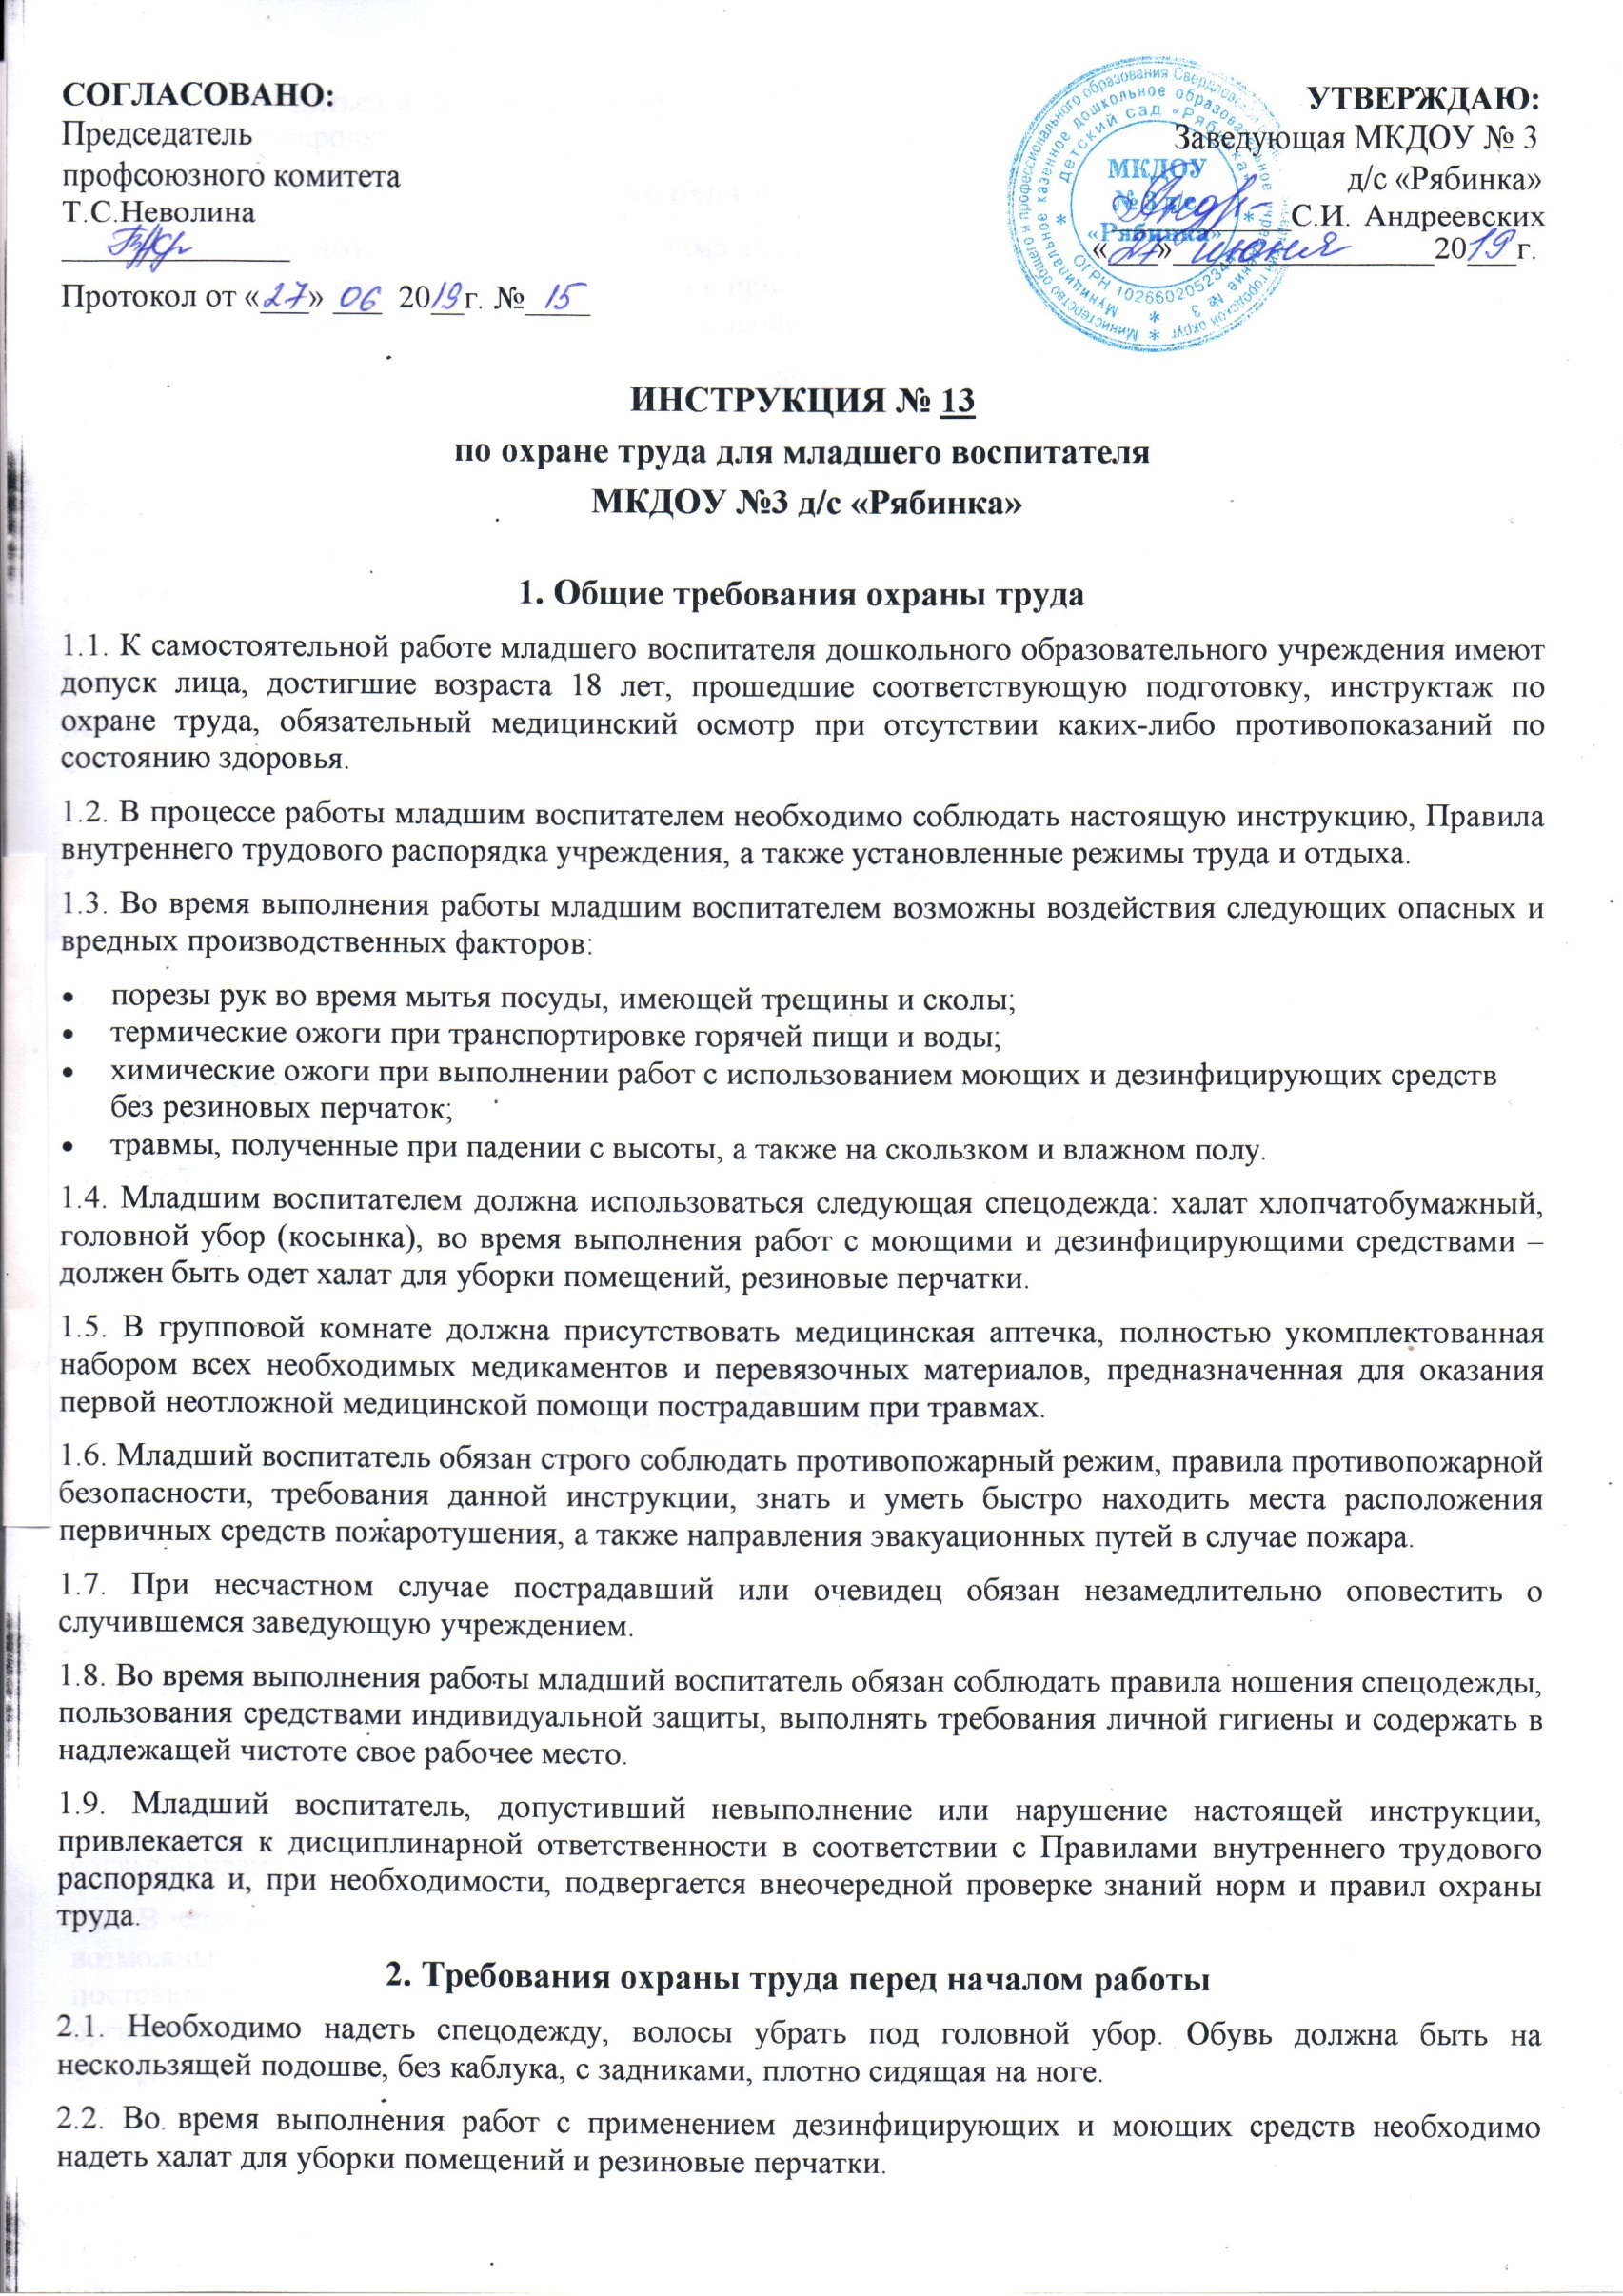 СОГЛАСОВАНО:
Председатель
профсоюзного комитета
Т.С.Неволина
Протокол от «27» 06 2019г. № 15
УТВЕРЖДАЮ:
Заведующая МКДОУ № 3
д/с «Рябинка»
С.И. Андреевских
«27» июня 2019 г.
МКДОУ
№3 д/с
«Рябинка»
детский сад «Рябинка»
ОГРН
ИНСТРУКЦИЯ № 13
по охране труда для младшего воспитателя
МКДОУ №3 д/с «Рябинка»
1. Общие требования охраны труда
1.1. К самостоятельной работе младшего воспитателя дошкольного образовательного учреждения имеют
допуск лица, достигшие возраста 18 лет, прошедшие соответствующую подготовку, инструктаж по
охране труда, обязательный медицинский осмотр при отсутствии каких-либо противопоказаний по
состоянию здоровья.
1.2. В процессе работы младшим воспитателем необходимо соблюдать настоящую инструкцию, Правила
внутреннего трудового распорядка учреждения, а также установленные режимы труда и отдыха.
1.3. Во время выполнения работы младшим воспитателем возможны воздействия следующих опасных и
вредных производственных факторов:
• порезы рук во время мытья посуды, имеющей трещины и сколы;
• термические ожоги при транспортировке горячей пищи и воды;
• химические ожоги при выполнении работ с использованием моющих и дезинфицирующих средств
без резиновых перчаток;
• травмы, полученные при падении с высоты, а также на скользком и влажном полу.
1.4. Младшим воспитателем должна использоваться следующая спецодежда: халат хлопчатобумажный,
головной убор (косынка), во время выполнения работ с моющими и дезинфицирующими средствами –
должен быть одет халат для уборки помещений, резиновые перчатки.
1.5. В групповой комнате должна присутствовать медицинская аптечка, полностью укомплектованная
набором всех необходимых медикаментов и перевязочных материалов, предназначенная для оказания
первой неотложной медицинской помощи пострадавшим при травмах.
1.6. Младший воспитатель обязан строго соблюдать противопожарный режим, правила противопожарной
безопасности, требования данной инструкции, знать и уметь быстро находить места расположения
первичных средств пожаротушения, а также направления эвакуационных путей в случае пожара.
1.7. При несчастном случае пострадавший или очевидец обязан незамедлительно оповестить о
случившемся заведующую учреждением.
1.8. Во время выполнения работы младший воспитатель обязан соблюдать правила ношения спецодежды,
пользования средствами индивидуальной защиты, выполнять требования личной гигиены и содержать в
надлежащей чистоте свое рабочее место.
1.9. Младший воспитатель, допустивший невыполнение или нарушение настоящей инструкции,
привлекается к дисциплинарной ответственности в соответствии с Правилами внутреннего трудового
распорядка и, при необходимости, подвергается внеочередной проверке знаний норм и правил охраны
труда.
2. Требования охраны труда перед началом работы
2.1. Необходимо надеть спецодежду, волосы убрать под головной убор. Обувь должна быть на
нескользящей подошве, без каблука, с задниками, плотно сидящая на ноге.
2.2. Во время выполнения работ с применением дезинфицирующих и моющих средств необходимо
надеть халат для уборки помещений и резиновые перчатки.